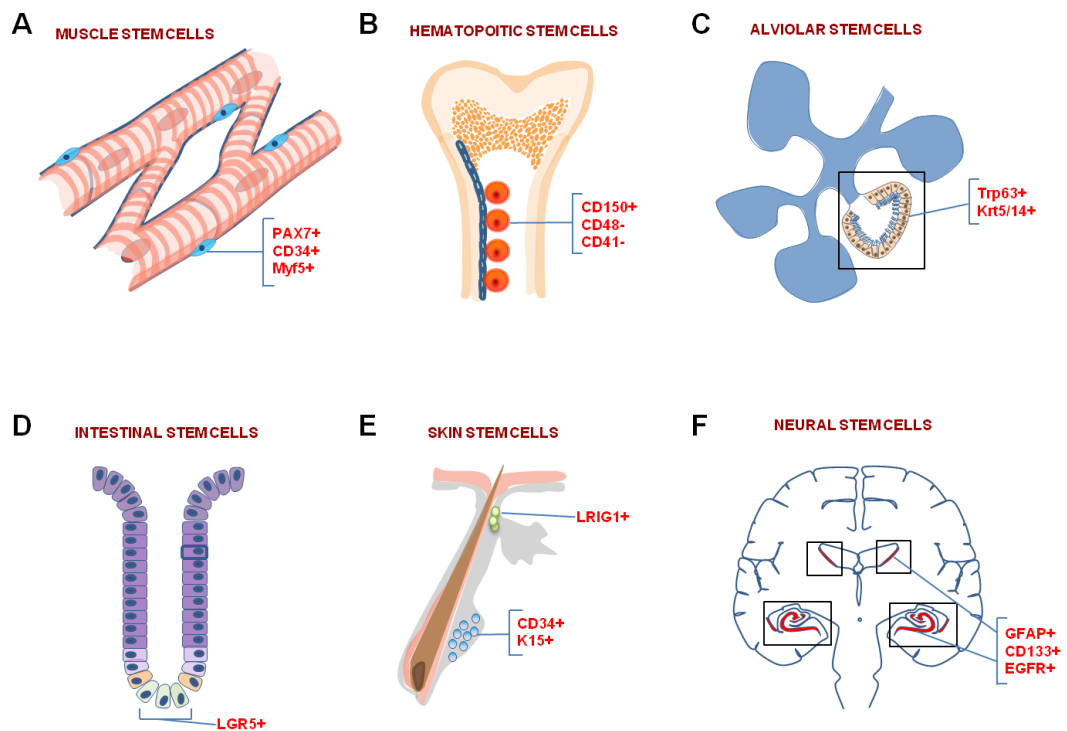 A
MUSCLE STEM CELLS
PAX7+
CD34+
Myf5+
B
HEMATOPOITIC STEM CELLS
CD150+
CD48-
CD41-
C
ALVIOLAR STEM CELLS
Trp63+
Krt5/14+
D
INTESTINAL STEM CELLS
LGR5+
E
SKIN STEM CELLS
LRIG1+
CD34+
K15+
F
NEURAL STEM CELLS
GFAP+
CD133+
EGFR+